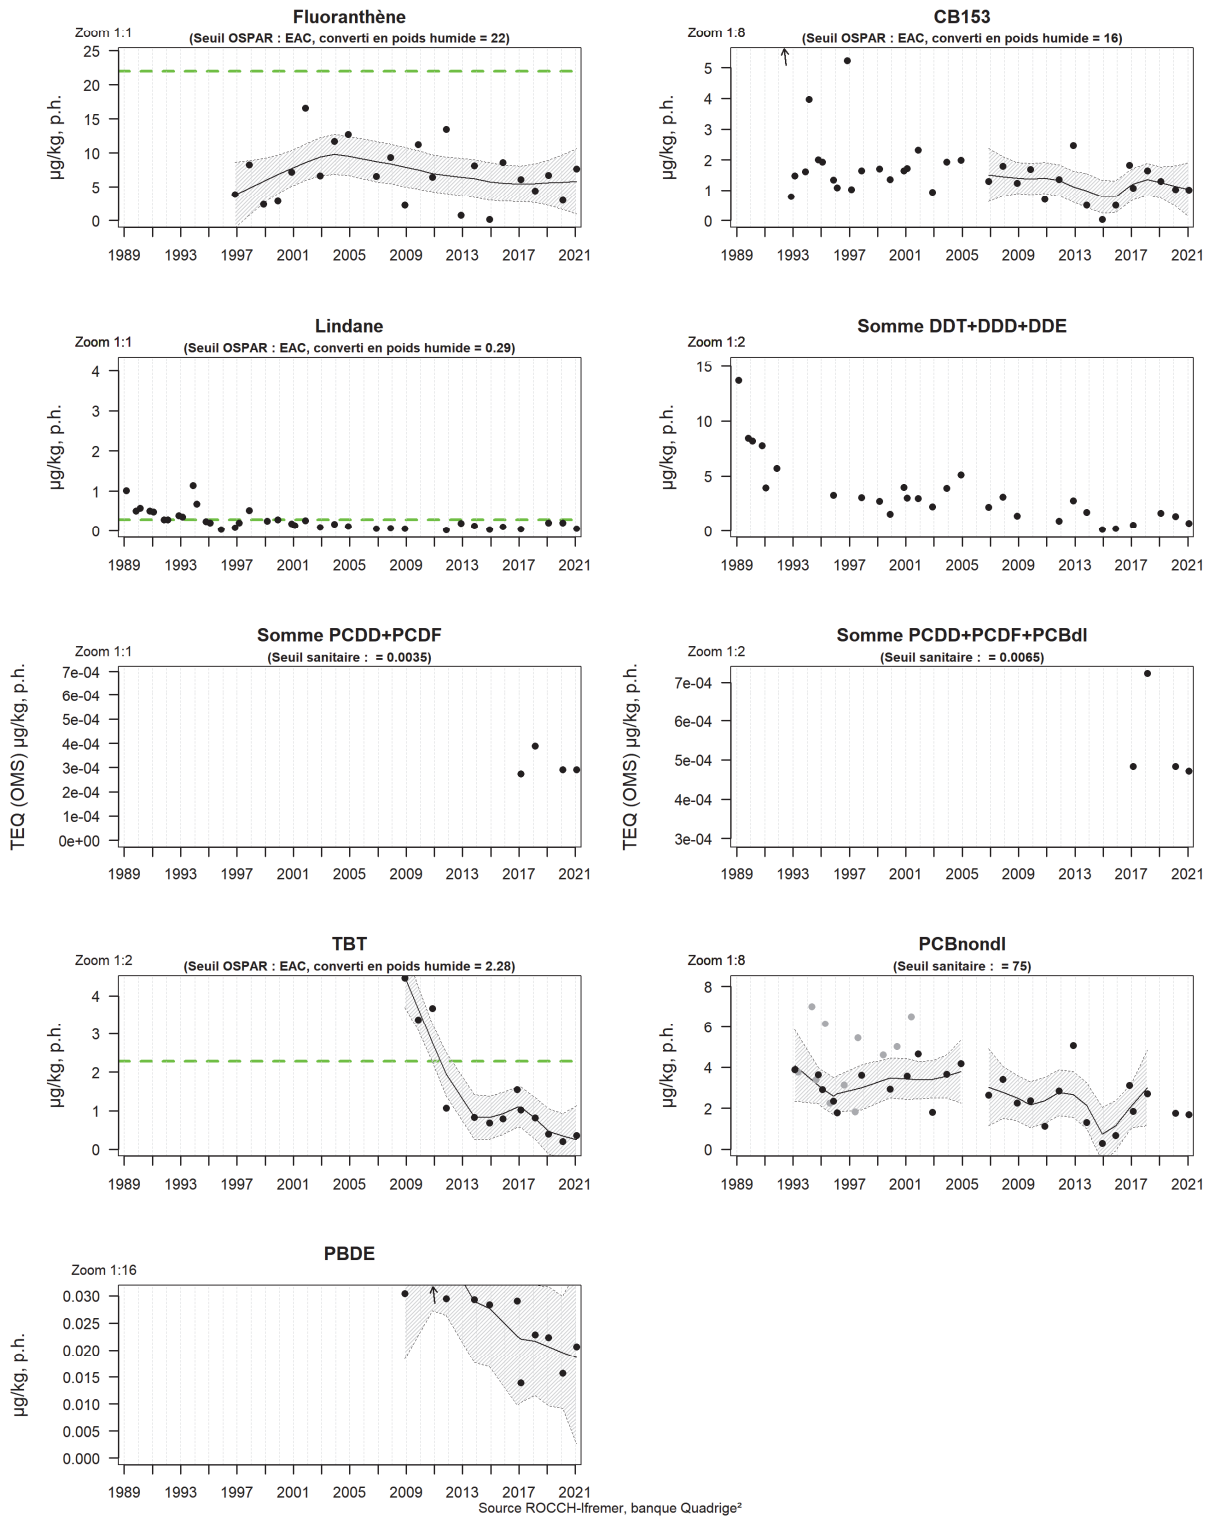 Fluoranthène
Zoom 1:1
(Seuil OSPAR : EAC, converti en poids humide = 22)
µg/kg, p.h.
25
20
15
10
5
0
1989 1993 1997 2001 2005 2009 2013 2017 2021
CB153
Zoom 1:8
(Seuil OSPAR : EAC, converti en poids humide = 16)
µg/kg, p.h.
5
4
3
2
1
0
1989 1993 1997 2001 2005 2009 2013 2017 2021
Lindane
Zoom 1:1
(Seuil OSPAR : EAC, converti en poids humide = 0.29)
µg/kg, p.h.
4
3
2
1
0
1989 1993 1997 2001 2005 2009 2013 2017 2021
Somme DDT+DDD+DDE
Zoom 1:2
µg/kg, p.h.
15
10
5
0
1989 1993 1997 2001 2005 2009 2013 2017 2021
Somme PCDD+PCDF
Zoom 1:1
(Seuil sanitaire : = 0.0035)
TEQ (OMS) µg/kg, p.h.
7e-04
6e-04
5e-04
4e-04
3e-04
2e-04
1e-04
0e+00
1989 1993 1997 2001 2005 2009 2013 2017 2021
Somme PCDD+PCDF+PCBdl
Zoom 1:2
(Seuil sanitaire : = 0.0065)
TEQ (OMS) µg/kg, p.h.
7e-04
6e-04
5e-04
4e-04
3e-04
1989 1993 1997 2001 2005 2009 2013 2017 2021
TBT
Zoom 1:2
(Seuil OSPAR : EAC, converti en poids humide = 2.28)
µg/kg, p.h.
4
3
2
1
0
1989 1993 1997 2001 2005 2009 2013 2017 2021
PCBnondl
Zoom 1:8
(Seuil sanitaire : = 75)
µg/kg, p.h.
8
6
4
2
0
1989 1993 1997 2001 2005 2009 2013 2017 2021
PBDE
Zoom 1:16
µg/kg, p.h.
0.030
0.025
0.020
0.015
0.010
0.005
0.000
1989 1993 1997 2001 2005 2009 2013 2017 2021
Source ROCCH-Ifremer, banque Quadrige²